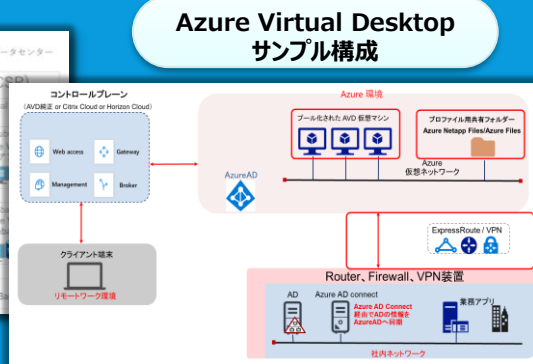 Azure Virtual Desktop
サンプル構成
ータセンター
コントロールプレーン
(AVD純正 or Citrix Cloud or Horizon Cloud)
Web access
Gateway
Management
Broker
クライアント端末
リモートワーク環境
Azure 環境
プール化された AVD 仮想マシン
プロファイル用共有フォルダー
Azure Netapp Files/Azure Files
AzureAD
Azure
仮想ネットワーク
ExpressRoute / VPN
Router、Firewall、VPN装置
AD
Azure AD connect
Azure AD Connect
経由でADの情報を
AzureADへ同期
業務アプリ
社内ネットワーク